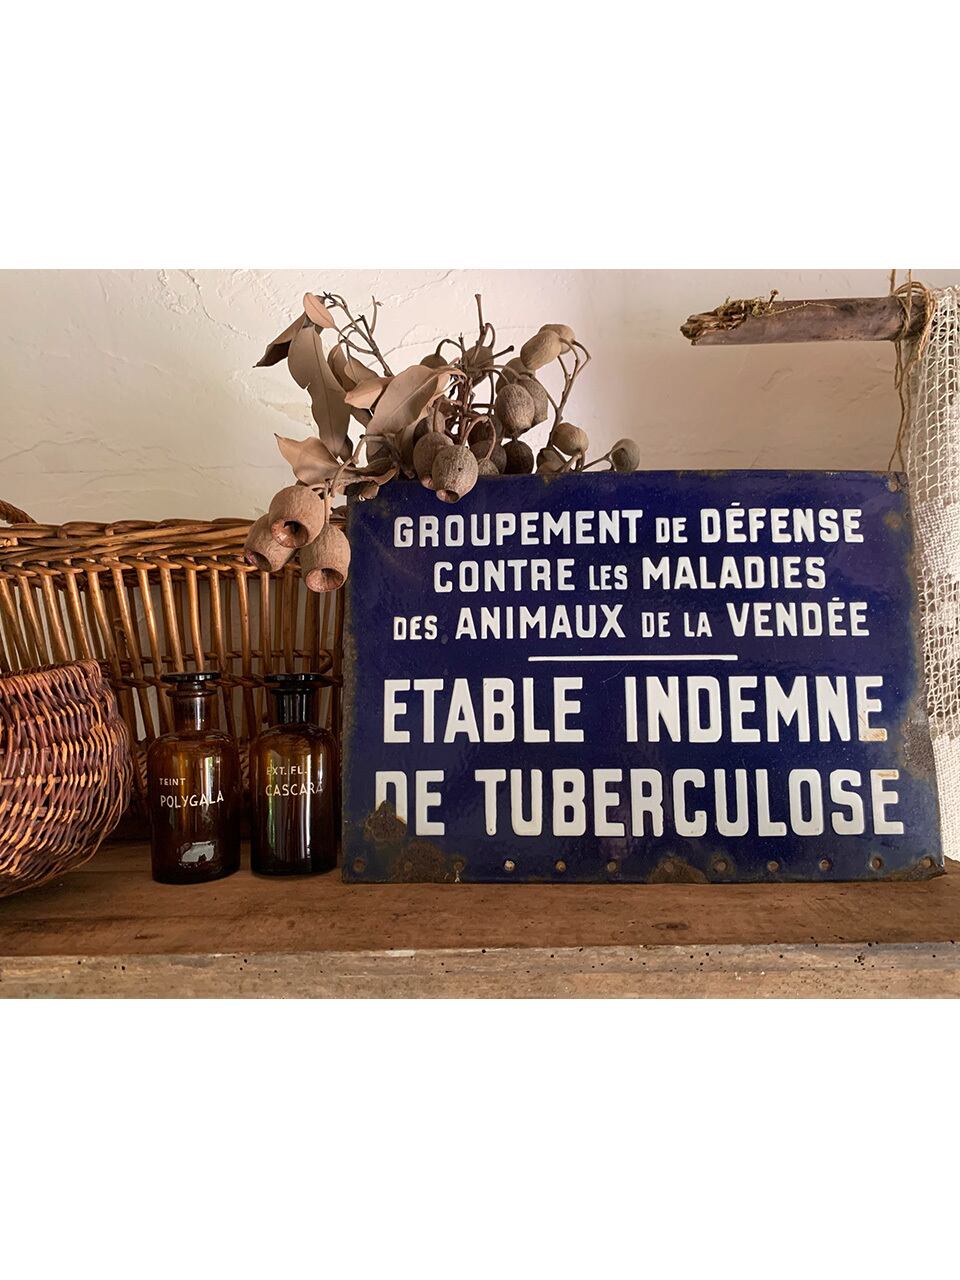 GROUPEMENT DE DÉFENSE
CONTRE LES MALADIES
DES ANIMAUX DE LA VENDÉE
ETABLE INDEMNE
DE TUBERCULOSE
TEINT
POLYGALA
EXT. FL.
CASCARA